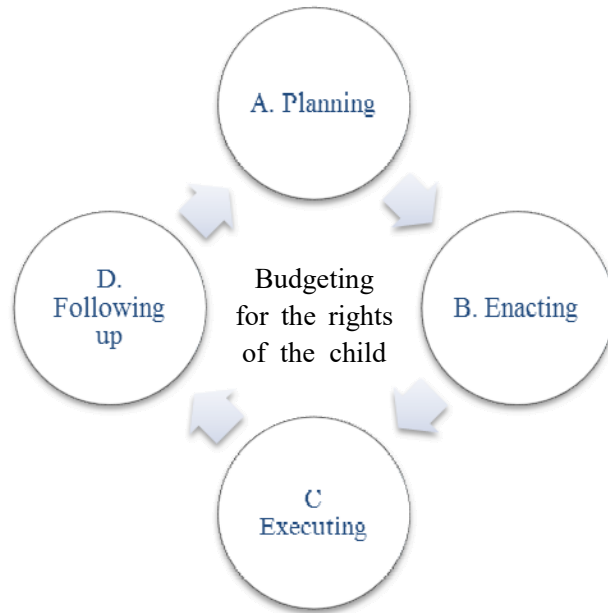 A. Planning
D.
Following
up
Budgeting
for the rights
of the child
B. Enacting
C
Executing